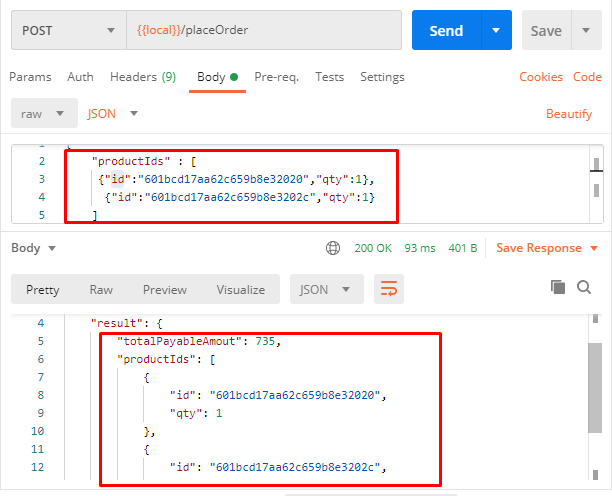 POST {{local}}/placeOrder Send Save
Params Auth Headers (9) Body Pre-req. Tests Settings Cookies Code
raw JSON Beautify
2 "productIds" : [
3 {"id":"601bcd17aa62c659b8e32020","qty":1},
4 {"id":"601bcd17aa62c659b8e3202c","qty":1}
5 ]
Body 200 OK 93 ms 401 B Save Response
Pretty Raw Preview Visualize JSON
4 "result": {
5 "totalPayableAmout": 735,
6 "productIds": [
7 {
8 "id": "601bcd17aa62c659b8e32020",
9 "qty": 1
10 },
11 {
12 "id": "601bcd17aa62c659b8e3202c",